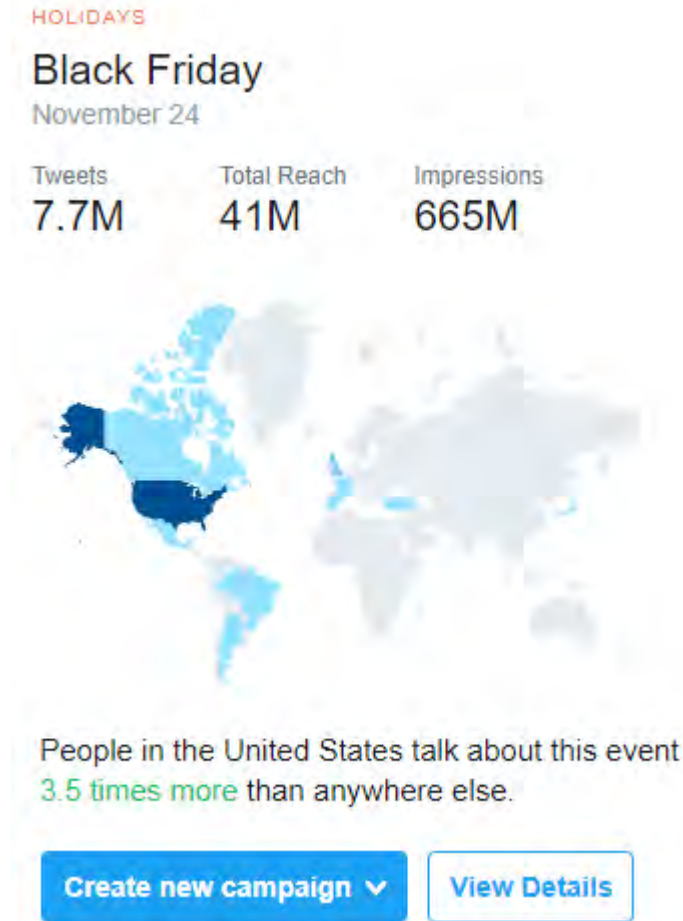 HOLIDAYS
Black Friday
November 24
Tweets Total Reach Impressions
7.7M 41M 665M
People in the United States talk about this event
3.5 times more than anywhere else.
Create new campaign View Details